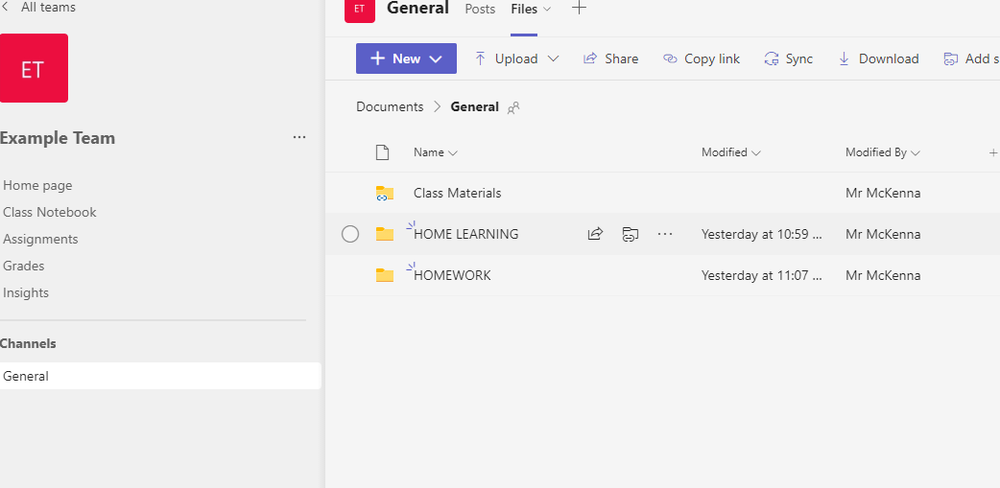 All teams
ET
Example Team
...
Home page
Class Notebook
Assignments
Grades
Insights
Channels
General
ET General Posts Files
New Upload Share Copy link Sync Download Add s
Documents > General
Name Modified Modified By
Class Materials Mr McKenna
HOME LEARNING ... Yesterday at 10:59 ... Mr McKenna
HOMEWORK Yesterday at 11:07 ... Mr McKenna